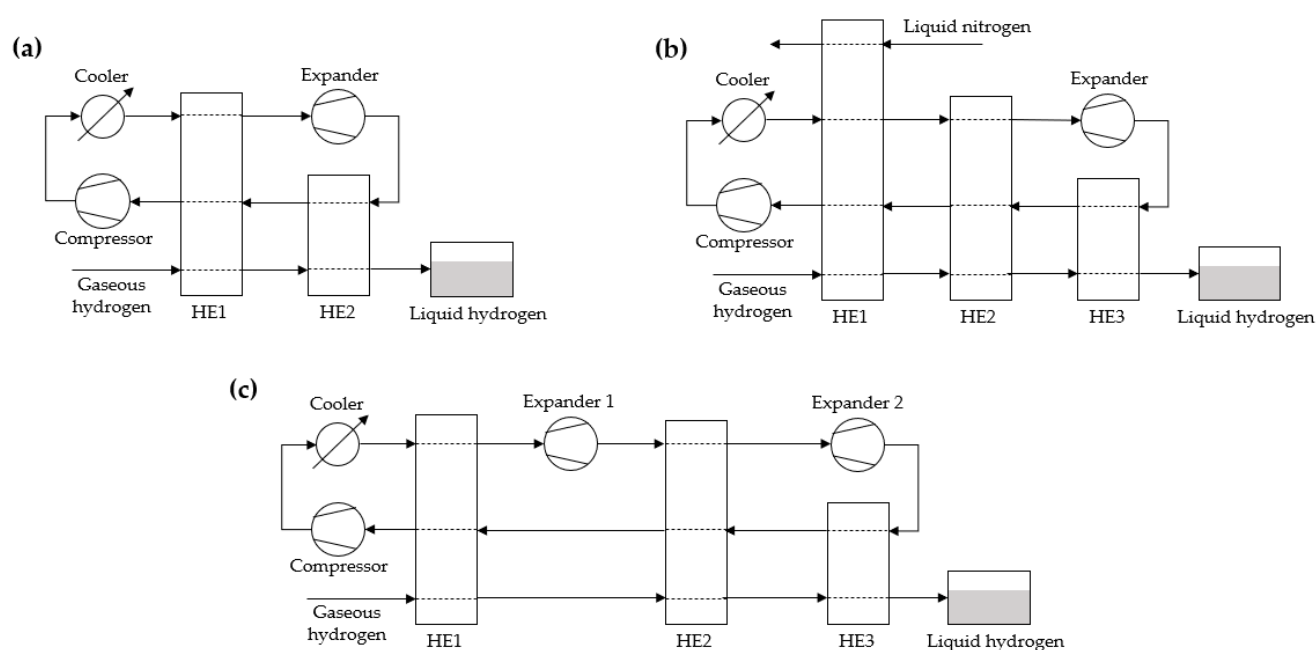 (a)
Cooler
Expander
Compressor
Gaseous
hydrogen
HE1
HE2
Liquid hydrogen
(b)
Liquid nitrogen
Cooler
Expander
Compressor
Gaseous
hydrogen
HE1
HE2
HE3
Liquid hydrogen
(c)
Cooler
Expander 1
Expander 2
Compressor
Gaseous
hydrogen
HE1
HE2
HE3
Liquid hydrogen